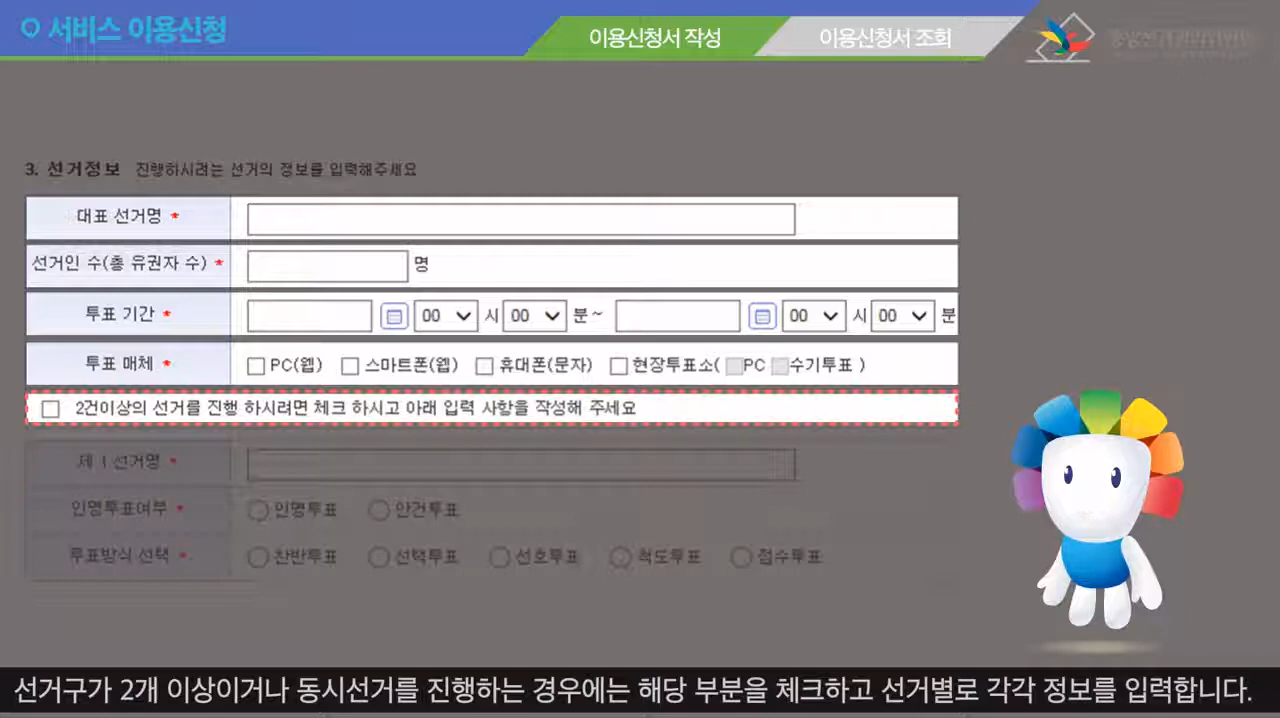 서비스 이용신청
이용신청서 작성
이용신청서 조회
3. 선거정보 진행하시려는 선거의 정보를 입력해주세요
대표 선거명 *
선거인 수(총 유권자 수) * 명
투표 기간 * 00 시 00 분 ~ 00 시 00 분
투표 매체 * PC(웹) 스마트폰(웹) 휴대폰(문자) 현장투표소( PC 수기투표 )
2건이상의 선거를 진행 하시려면 체크 하시고 아래 입력 사항을 작성해 주세요
제 1 선거명 *
인명투표여부 * 인명투표 안건투표
투표방식 선택 * 찬반투표 선택투표 선호투표 척도투표 점수투표
선거구가 2개 이상이거나 동시선거를 진행하는 경우에는 해당 부분을 체크하고 선거별로 각각 정보를 입력합니다.